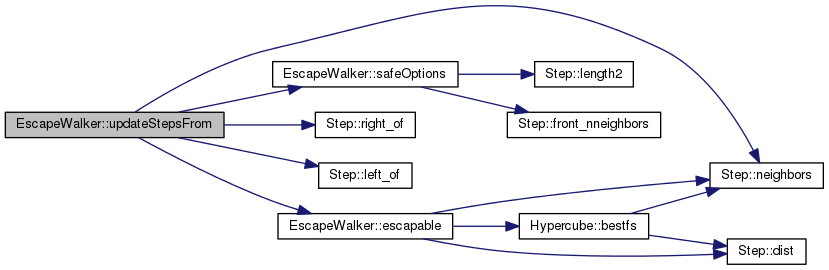 EscapeWalker::updateStepsFrom
EscapeWalker::safeOptions
Step::right_of
Step::left_of
EscapeWalker::escapable
Step::length2
Step::front_nneighbors
Hypercube::bestfs
Step::neighbors
Step::dist